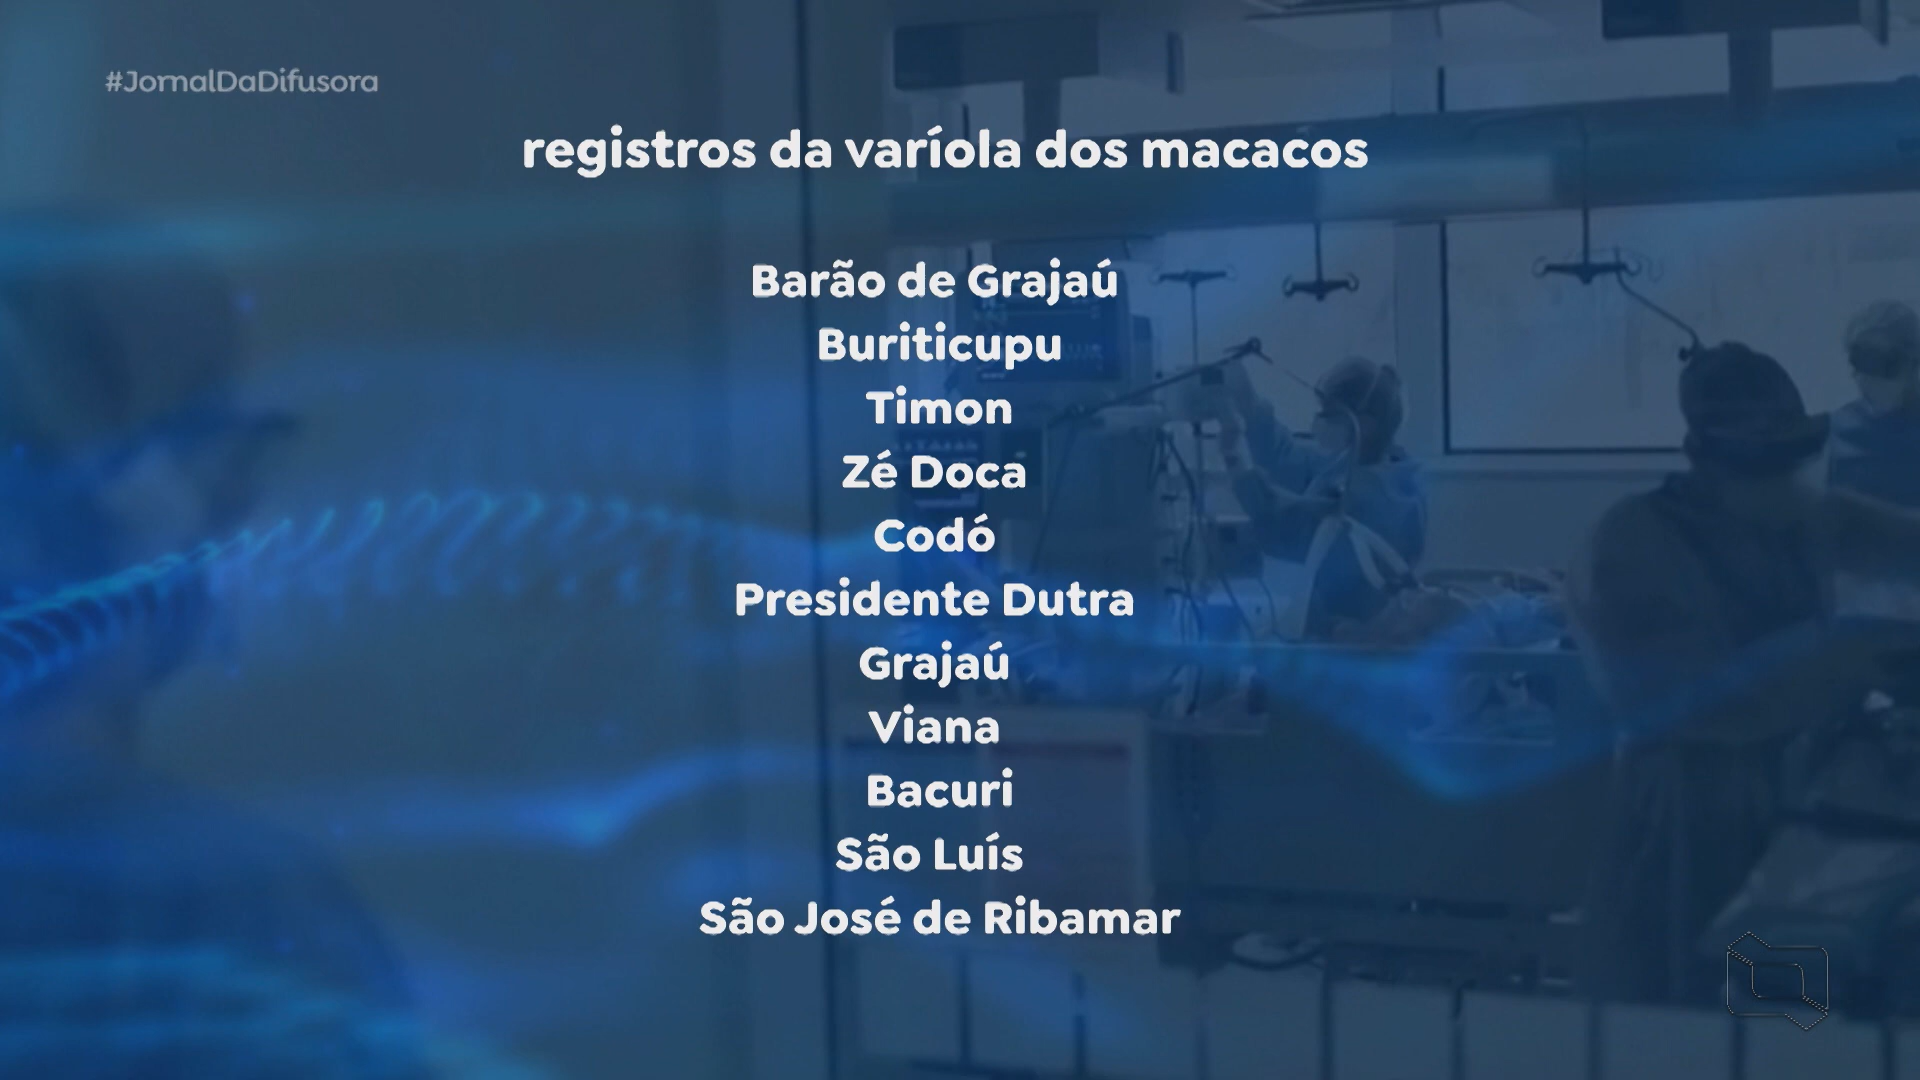 #JornalDaDifusora
registros da varíola dos macacos
Barão de Grajaú
Buriticupu
Timon
Zé Doca
Codó
Presidente Dutra
Grajaú
Viana
Bacuri
São Luís
São José de Ribamar